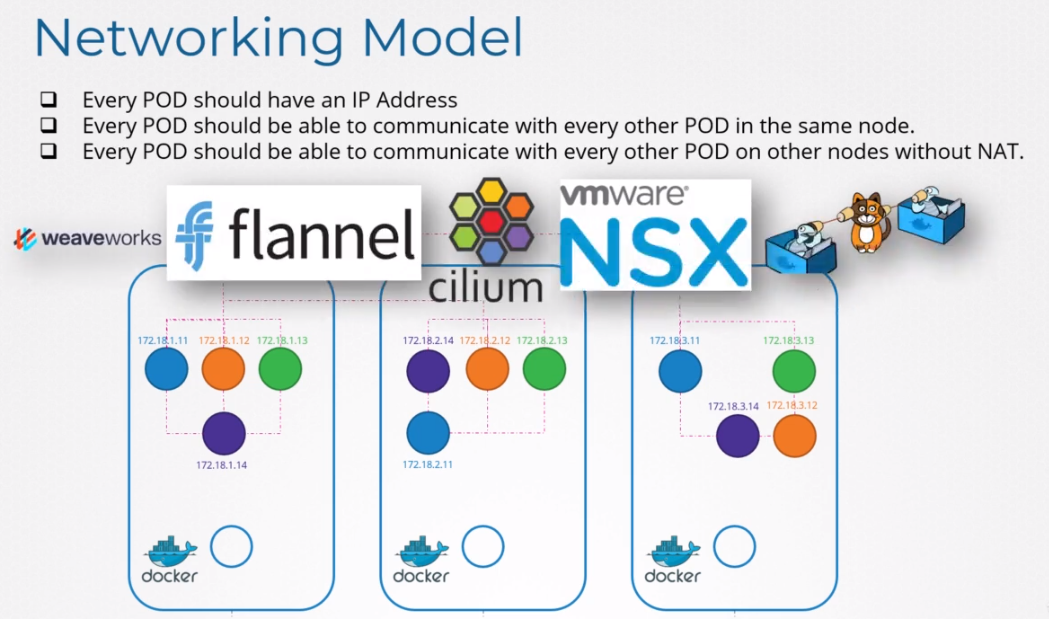 Networking Model
Every POD should have an IP Address
Every POD should be able to communicate with every other POD in the same node.
Every POD should be able to communicate with every other POD on other nodes without NAT.
weaveworks
flannel
cilium
vmware®
NSX
172.18.1.11 172.18.1.12 172.18.1.13
172.18.1.14
docker
172.18.2.14 172.18.2.12 172.18.2.13
172.18.2.11
docker
172.18.3.11 172.18.3.13
172.18.3.14 172.18.3.12
docker